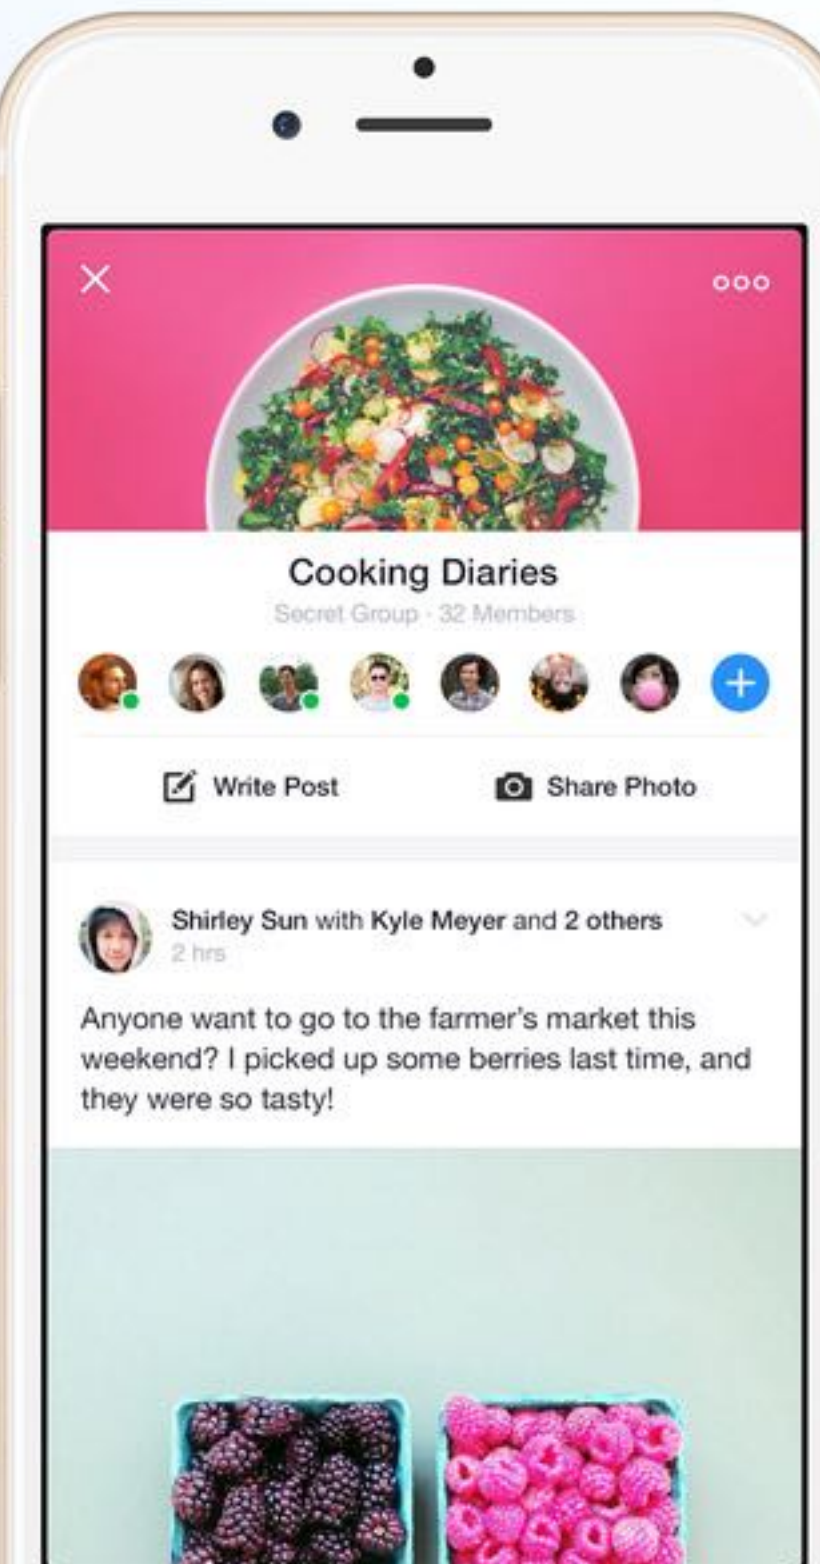 Cooking Diaries
Secret Group · 32 Members
Write Post
Share Photo
Shirley Sun with Kyle Meyer and 2 others
2 hrs
Anyone want to go to the farmer's market this
weekend? I picked up some berries last time, and
they were so tasty!